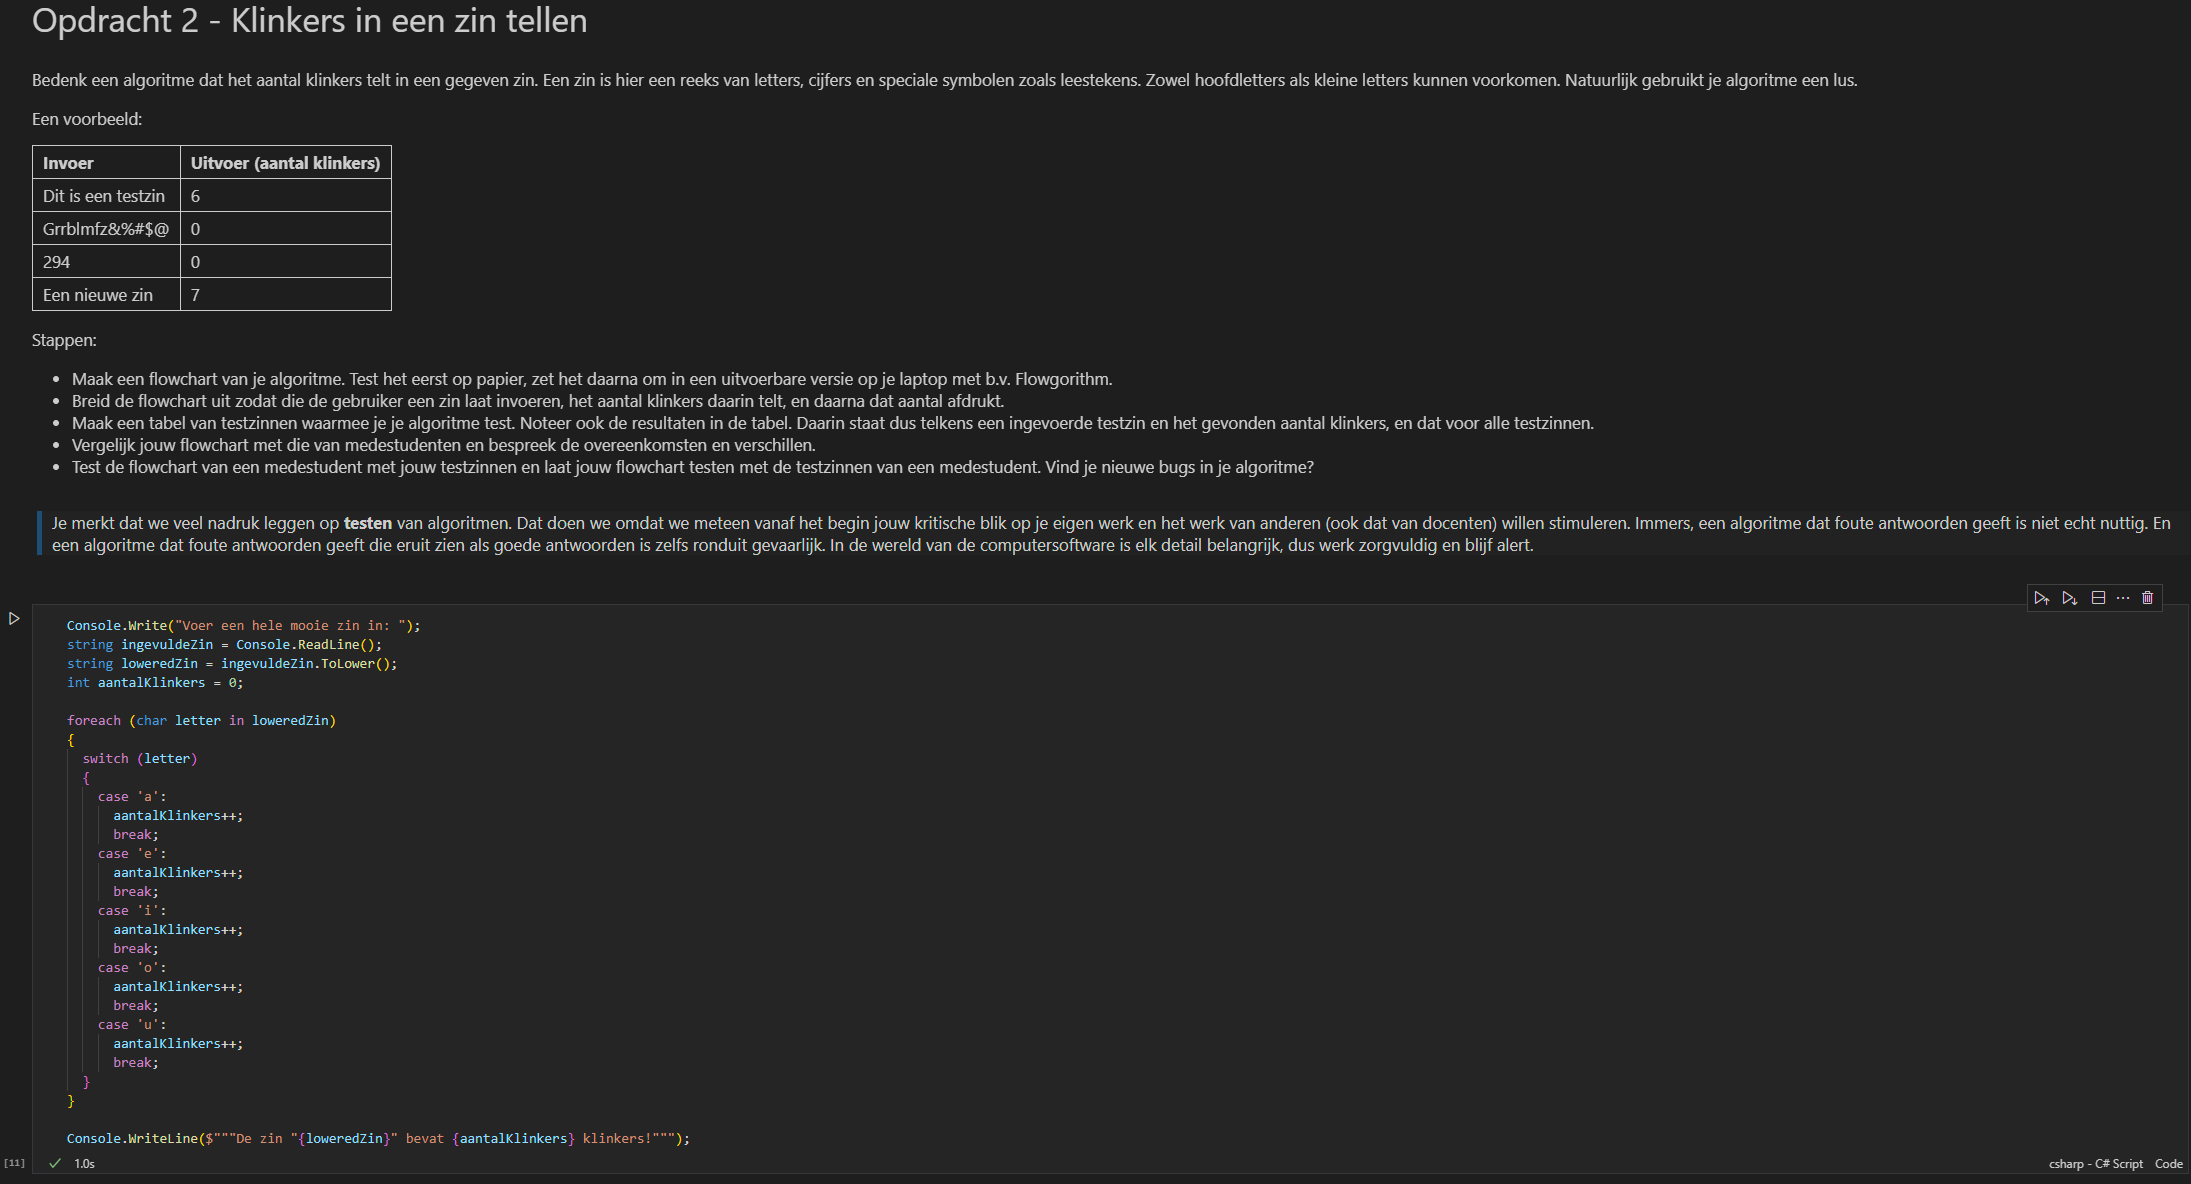 Opdracht 2 - Klinkers in een zin tellen
Bedenk een algoritme dat het aantal klinkers telt in een gegeven zin. Een zin is hier een reeks van letters, cijfers en speciale symbolen zoals leestekens. Zowel hoofdletters als kleine letters kunnen voorkomen. Natuurlijk gebruikt je algoritme een lus.
Een voorbeeld:
Invoer Uitvoer (aantal klinkers)
Dit is een testzin 6
Grrblmfz&%#$@ 0
294 0
Een nieuwe zin 7
Stappen:
• Maak een flowchart van je algoritme. Test het eerst op papier, zet het daarna om in een uitvoerbare versie op je laptop met b.v. Flowgorithm.
• Breid de flowchart uit zodat die de gebruiker een zin laat invoeren, het aantal klinkers daarin telt, en daarna dat aantal afdrukt.
• Maak een tabel van testzinnen waarmee je je algoritme test. Noteer ook de resultaten in de tabel. Daarin staat dus telkens een ingevoerde testzin en het gevonden aantal klinkers, en dat voor alle testzinnen.
• Vergelijk jouw flowchart met die van medestudenten en bespreek de overeenkomsten en verschillen.
• Test de flowchart van een medestudent met jouw testzinnen en laat jouw flowchart testen met de testzinnen van een medestudent. Vind je nieuwe bugs in je algoritme?
Je merkt dat we veel nadruk leggen op testen van algoritmen. Dat doen we omdat we meteen vanaf het begin jouw kritische blik op je eigen werk en het werk van anderen (ook dat van docenten) willen stimuleren. Immers, een algoritme dat foute antwoorden geeft is niet echt nuttig. En
een algoritme dat foute antwoorden geeft die eruit zien als goede antwoorden is zelfs ronduit gevaarlijk. In de wereld van de computersoftware is elk detail belangrijk, dus werk zorgvuldig en blijf alert.
Console.Write("Voer een hele mooie zin in: ");
string ingevuldeZin = Console.ReadLine();
string loweredZin = ingevuldeZin.ToLower();
int aantalKlinkers = 0;
foreach (char letter in loweredZin)
{
switch (letter)
{
case 'a':
aantalKlinkers++;
break;
case 'e':
aantalKlinkers++;
break;
case 'i':
aantalKlinkers++;
break;
case 'o':
aantalKlinkers++;
break;
case 'u':
aantalKlinkers++;
break;
}
}
Console.WriteLine($"""De zin "{loweredZin}" bevat {aantalKlinkers} klinkers!""");
[11] 1.0s csharp - C# Script Code